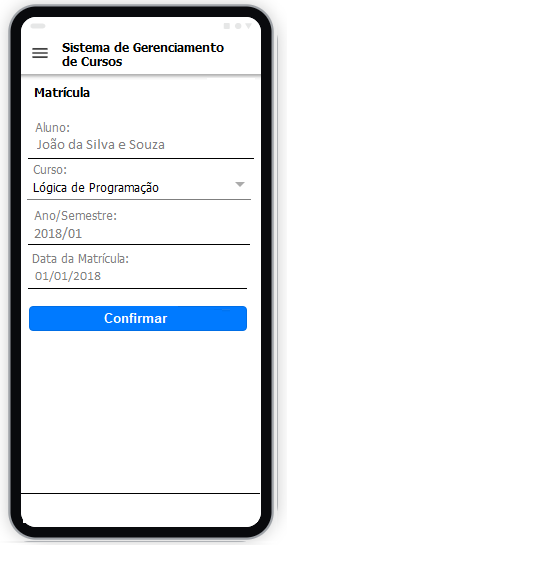 Sistema de Gerenciamento
de Cursos
Matrícula
Aluno:
João da Silva e Souza
Curso:
Lógica de Programação
Ano/Semestre:
2018/01
Data da Matrícula:
01/01/2018
Confirmar